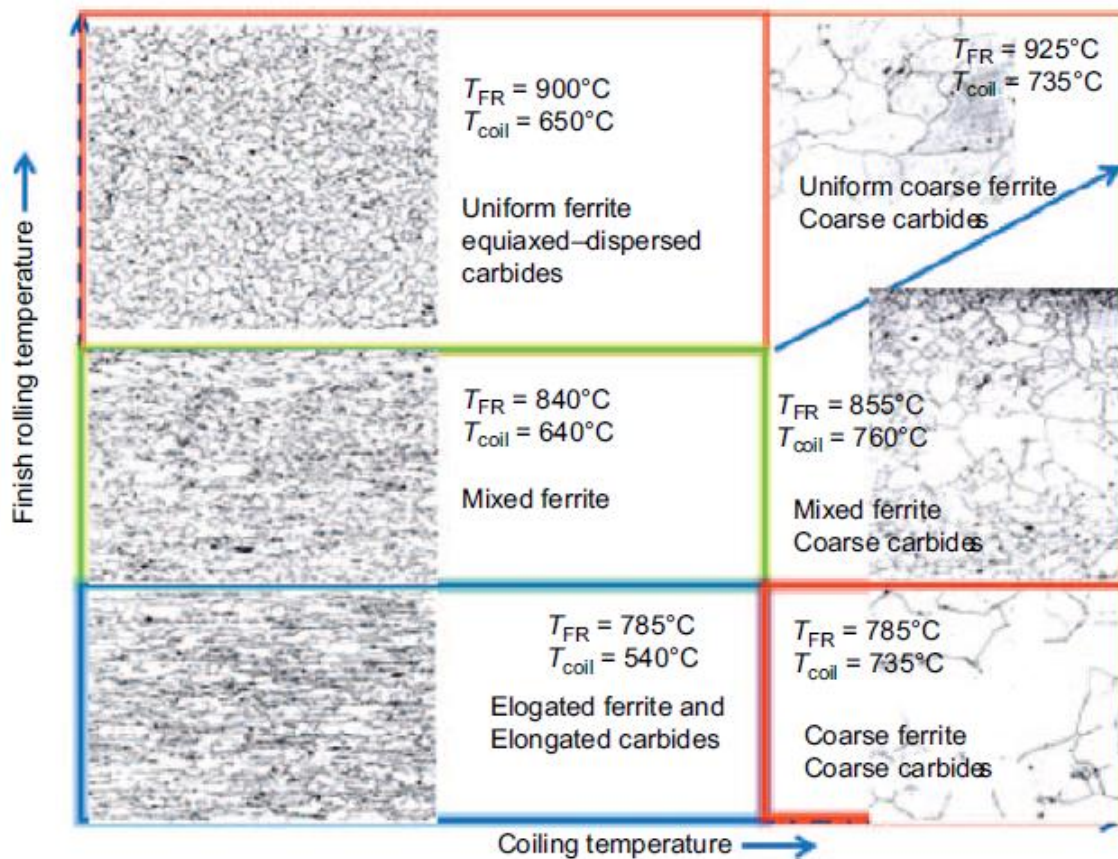 T_FR = 900°C
T_coil = 650°C
Uniform ferrite
equiaxed–dispersed
carbides
T_FR = 925°C
T_coil = 735°C
Uniform coarse ferrite
Coarse carbides
T_FR = 840°C
T_coil = 640°C
Mixed ferrite
T_FR = 855°C
T_coil = 760°C
Mixed ferrite
Coarse carbides
T_FR = 785°C
T_coil = 540°C
Elogated ferrite and
Elongated carbides
T_FR = 785°C
T_coil = 735°C
Coarse ferrite
Coarse carbides
Finish rolling temperature
Coiling temperature